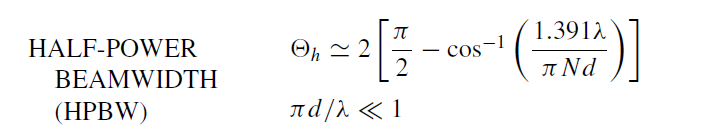 HALF-POWER
BEAMWIDTH
(HPBW)
Θh ≃ 2 [ π/2 − cos⁻¹ ( 1.391λ / πNd ) ]
πd/λ ≪ 1